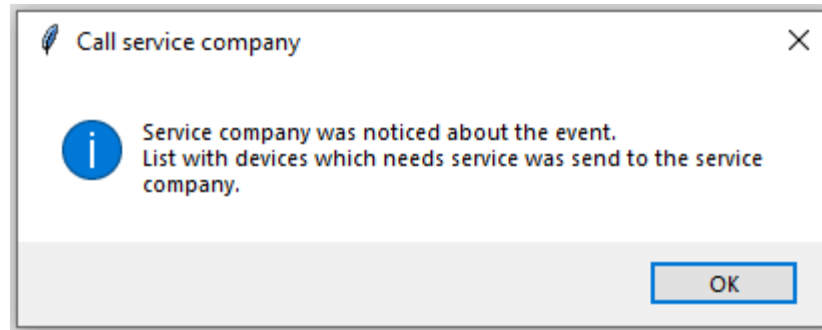 Call service company
Service company was noticed about the event.
List with devices which needs service was send to the service
company.
OK